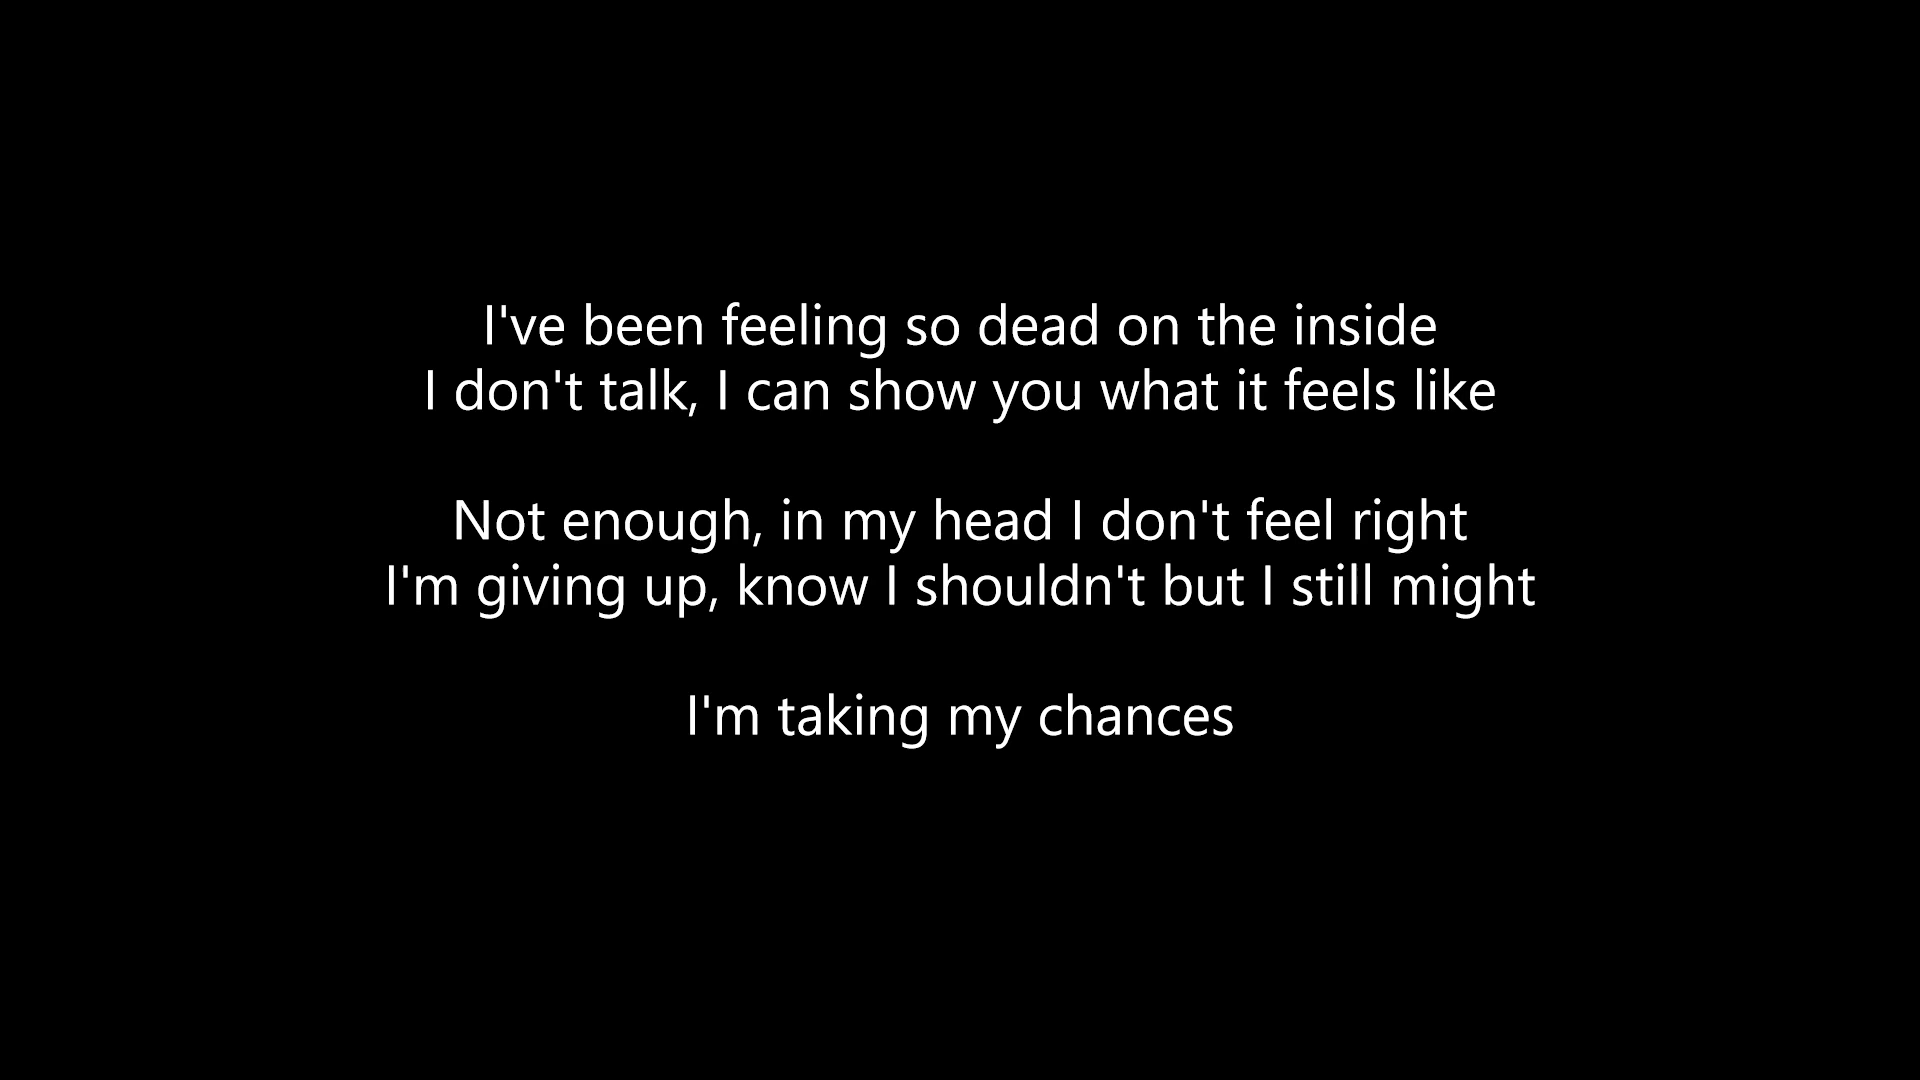 I've been feeling so dead on the inside
I don't talk, I can show you what it feels like
Not enough, in my head I don't feel right
I'm giving up, know I shouldn't but I still might
I'm taking my chances